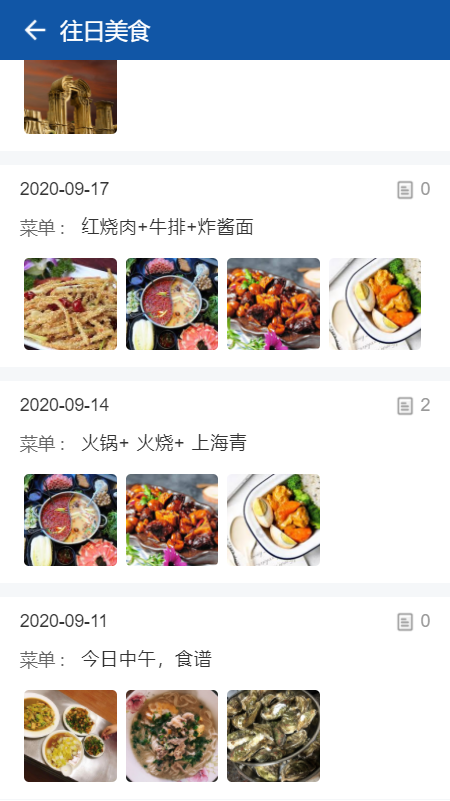 往日美食
2020-09-17 0
菜单： 红烧肉+牛排+炸酱面
2020-09-14 2
菜单： 火锅+ 火烧+ 上海青
2020-09-11 0
菜单： 今日中午，食谱